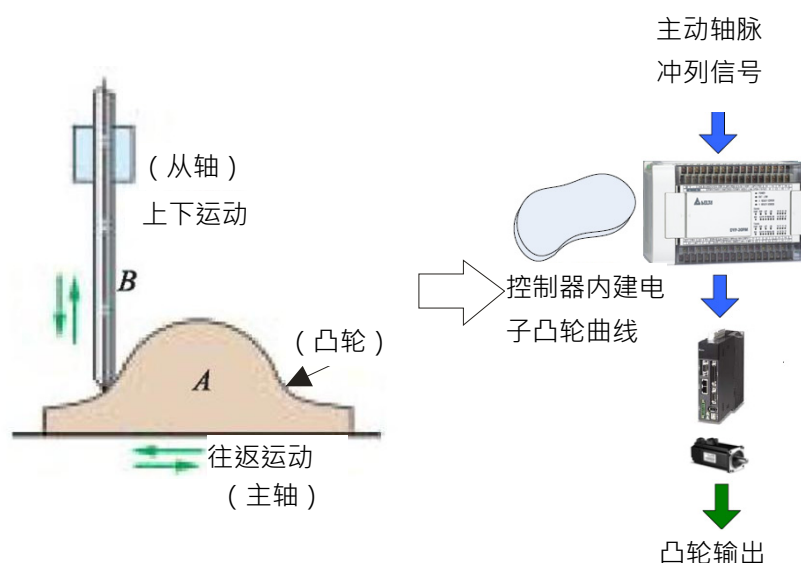 主动轴脉
冲列信号
(从轴)
上下运动
B
控制器内建电
子凸轮曲线
(凸轮)
A
往返运动
(主轴)
凸轮输出